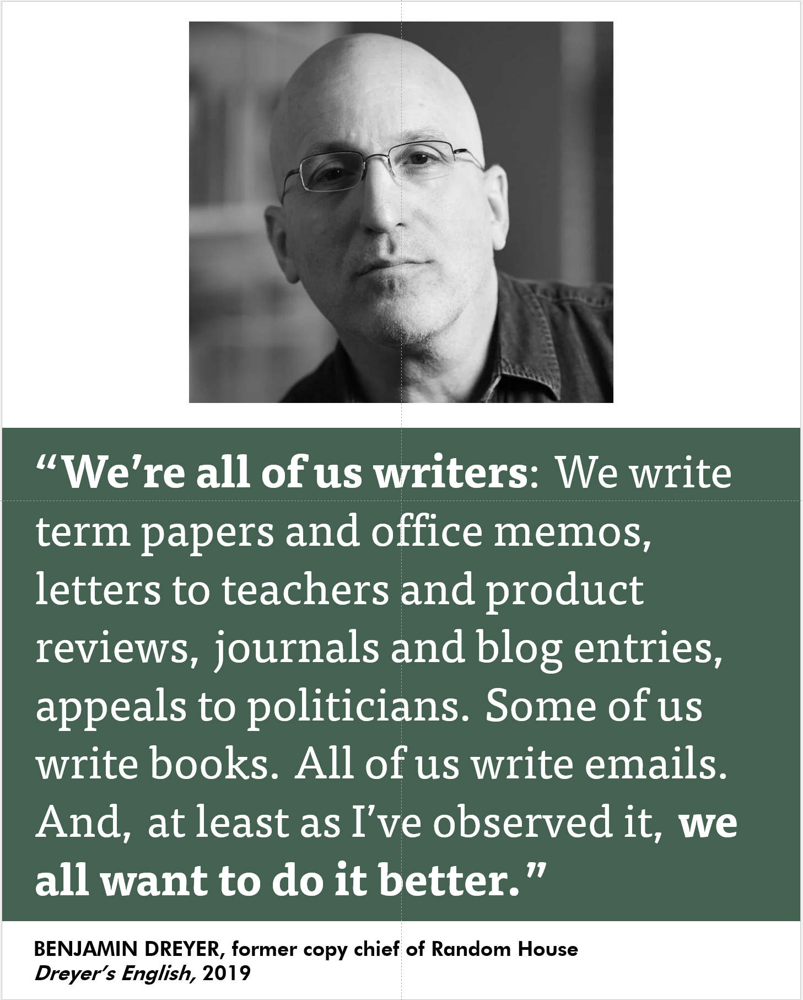 “We’re all of us writers: We write
term papers and office memos,
letters to teachers and product
reviews, journals and blog entries,
appeals to politicians. Some of us
write books. All of us write emails.
And, at least as I’ve observed it, we
all want to do it better.”
BENJAMIN DREYER, former copy chief of Random House
Dreyer’s English, 2019